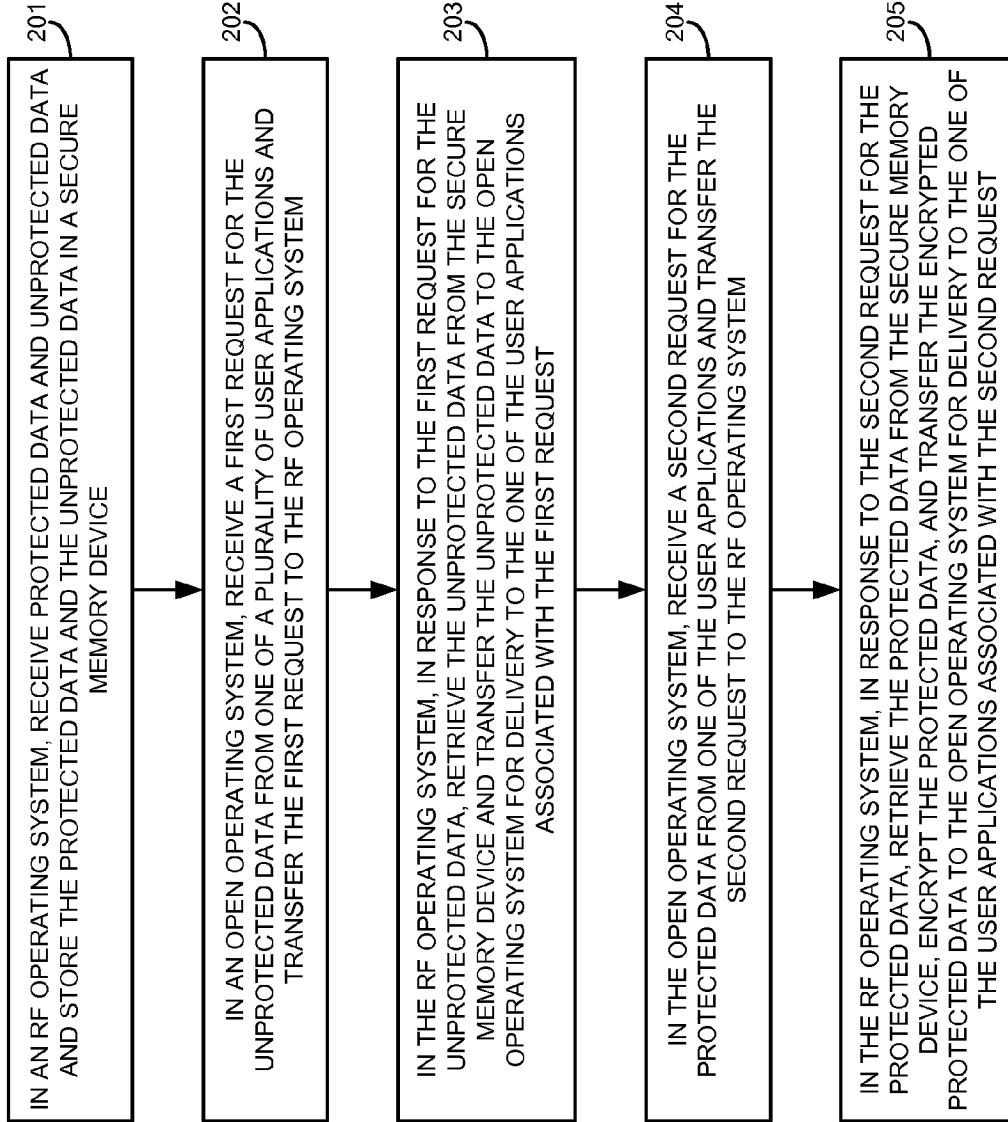 201
IN AN RF OPERATING SYSTEM, RECEIVE PROTECTED DATA AND UNPROTECTED DATA
AND STORE THE PROTECTED DATA AND THE UNPROTECTED DATA IN A SECURE
MEMORY DEVICE
202
IN AN OPEN OPERATING SYSTEM, RECEIVE A FIRST REQUEST FOR THE
UNPROTECTED DATA FROM ONE OF A PLURALITY OF USER APPLICATIONS AND
TRANSFER THE FIRST REQUEST TO THE RF OPERATING SYSTEM
203
IN THE RF OPERATING SYSTEM, IN RESPONSE TO THE FIRST REQUEST FOR THE
UNPROTECTED DATA, RETRIEVE THE UNPROTECTED DATA FROM THE SECURE
MEMORY DEVICE AND TRANSFER THE UNPROTECTED DATA TO THE OPEN
OPERATING SYSTEM FOR DELIVERY TO THE ONE OF THE USER APPLICATIONS
ASSOCIATED WITH THE FIRST REQUEST
204
IN THE OPEN OPERATING SYSTEM, RECEIVE A SECOND REQUEST FOR THE
PROTECTED DATA FROM ONE OF THE USER APPLICATIONS AND TRANSFER THE
SECOND REQUEST TO THE RF OPERATING SYSTEM
205
IN THE RF OPERATING SYSTEM, IN RESPONSE TO THE SECOND REQUEST FOR THE
PROTECTED DATA, RETRIEVE THE PROTECTED DATA FROM THE SECURE MEMORY
DEVICE, ENCRYPT THE PROTECTED DATA, AND TRANSFER THE ENCRYPTED
PROTECTED DATA TO THE OPEN OPERATING SYSTEM FOR DELIVERY TO THE ONE OF
THE USER APPLICATIONS ASSOCIATED WITH THE SECOND REQUEST